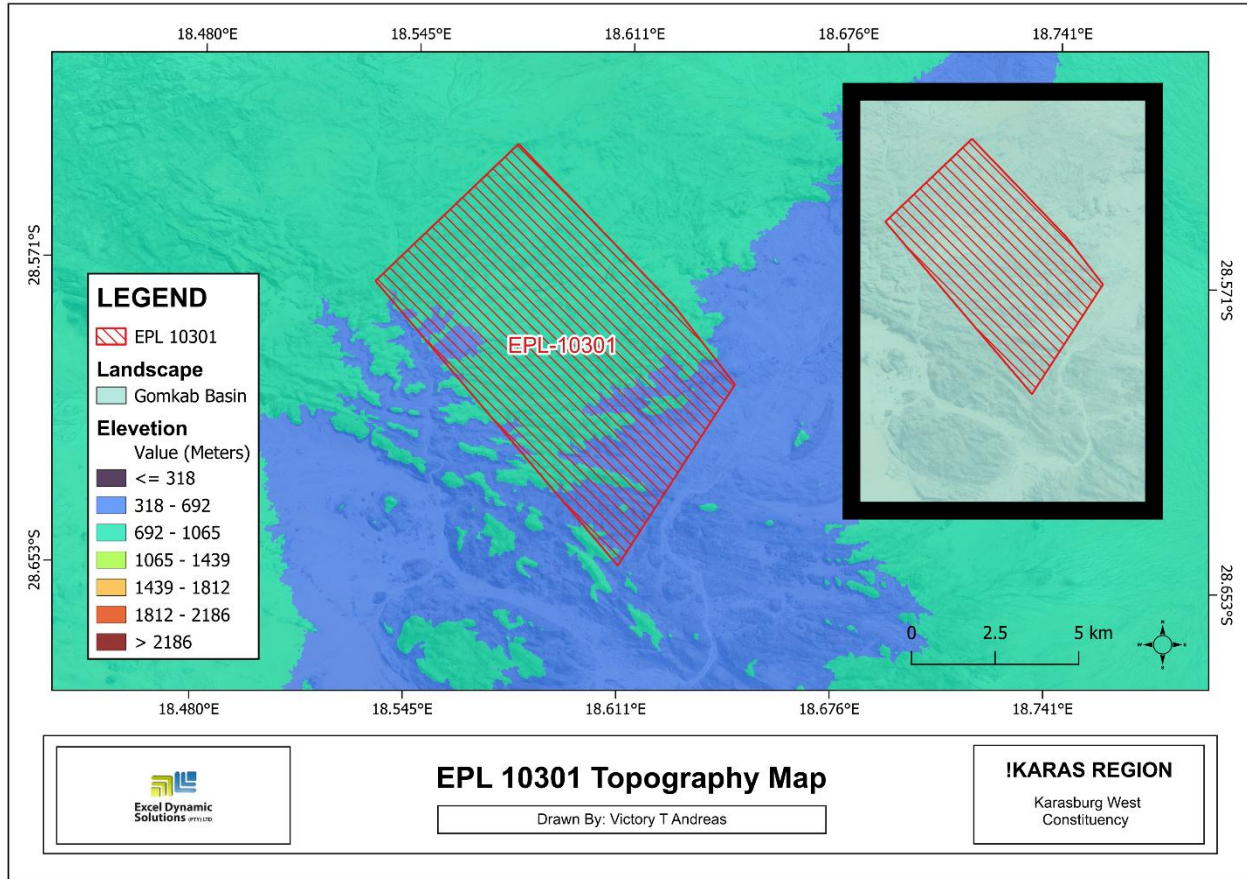 18.480°E 18.545°E 18.611°E 18.676°E 18.741°E
28.571°S
28.571°S
28.653°S
28.653°S
EPL-10301
LEGEND
EPL 10301
Landscape
Gomkab Basin
Elevetion
Value (Meters)
<= 318
318 - 692
692 - 1065
1065 - 1439
1439 - 1812
1812 - 2186
> 2186
0 2.5 5 km
N
W E
S
18.480°E 18.545°E 18.611°E 18.676°E 18.741°E
Excel Dynamic
Solutions (PTY) LTD
EPL 10301 Topography Map
Drawn By: Victory T Andreas
!KARAS REGION
Karasburg West
Constituency